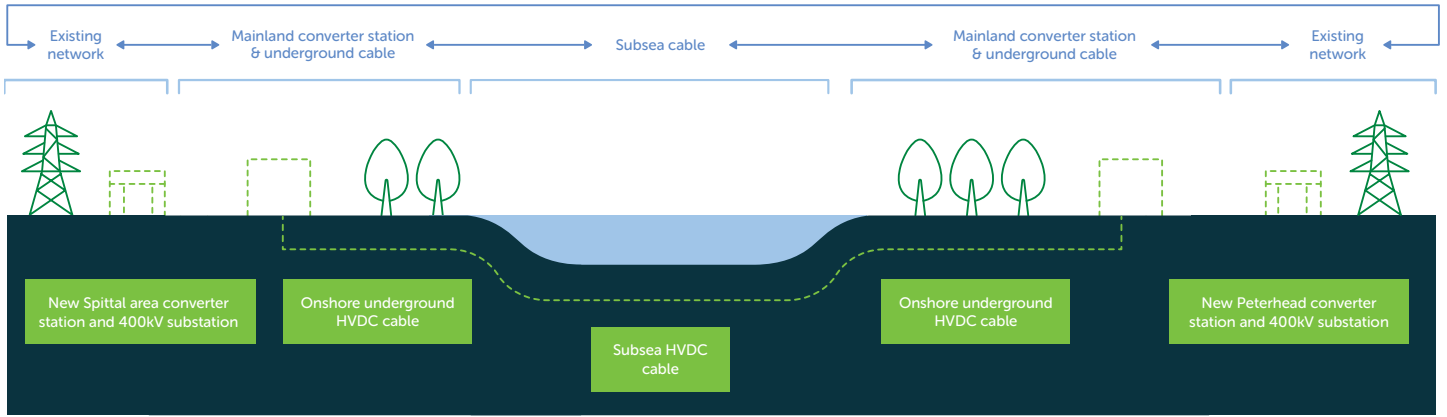 Existing
network
Mainland converter station
& underground cable
Subsea cable
Mainland converter station
& underground cable
Existing
network
New Spittal area converter
station and 400kV substation
Onshore underground
HVDC cable
Subsea HVDC
cable
Onshore underground
HVDC cable
New Peterhead converter
station and 400kV substation